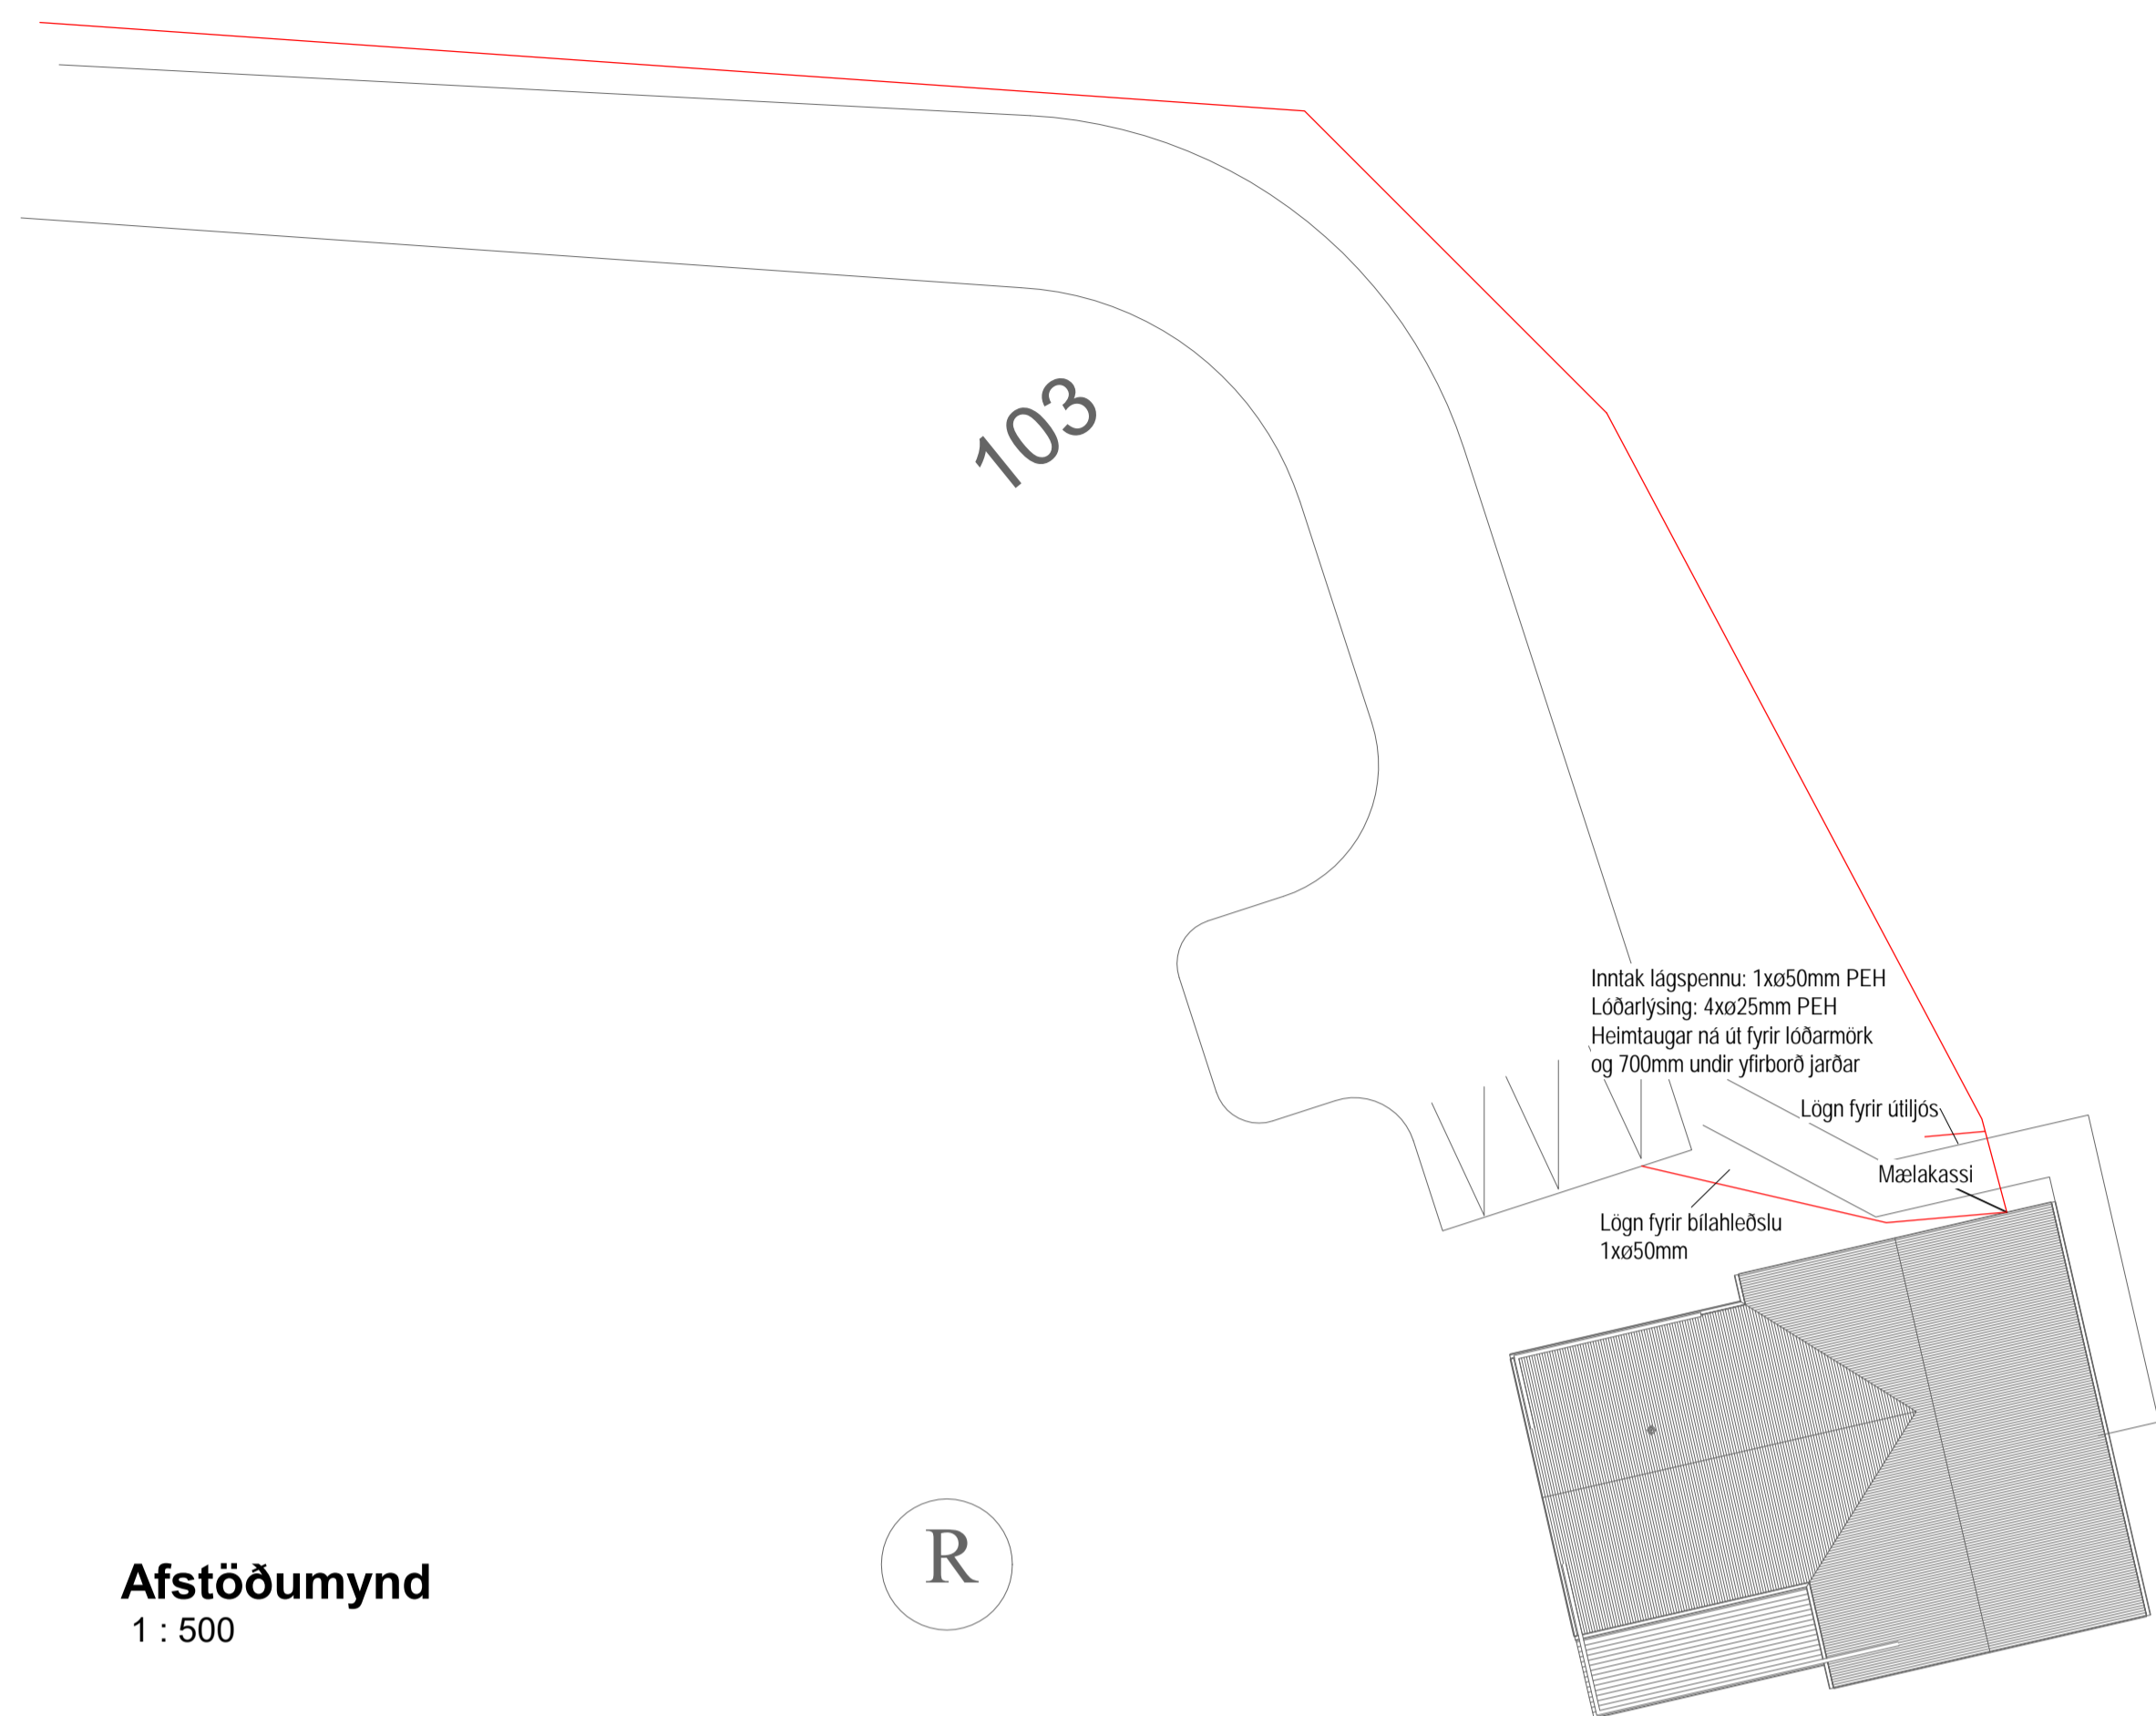 103
Inntak lágspennu: 1xø50mm PEH
Lóðarlýsing: 4xø25mm PEH
Heimtaugar ná út fyrir lóðarmörk
og 700mm undir yfirborð jarðar
Lögn fyrir útiljós
Mælakassi
Lögn fyrir bílahleðslu
1xø50mm
R
Afstöðumynd
1 : 500